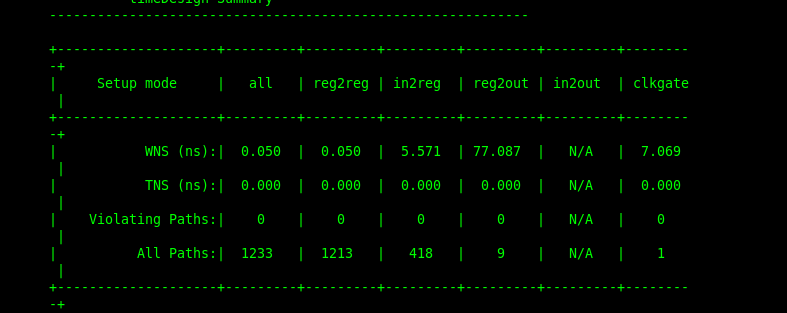 timeDesign Summary
------------------------------------------------------------

+--------------------+---------+---------+---------+---------+---------+--------
-+
|     Setup mode     |   all   | reg2reg | in2reg  | reg2out | in2out  | clkgate
 |
+--------------------+---------+---------+---------+---------+---------+--------
-+
|           WNS (ns):|  0.050  |  0.050  |  5.571  | 77.087  |   N/A   |  7.069
 |
|           TNS (ns):|  0.000  |  0.000  |  0.000  |  0.000  |   N/A   |  0.000
 |
|    Violating Paths:|    0    |    0    |    0    |    0    |   N/A   |    0
 |
|          All Paths:|  1233   |  1213   |   418   |    9    |   N/A   |    1
 |
+--------------------+---------+---------+---------+---------+---------+--------
-+